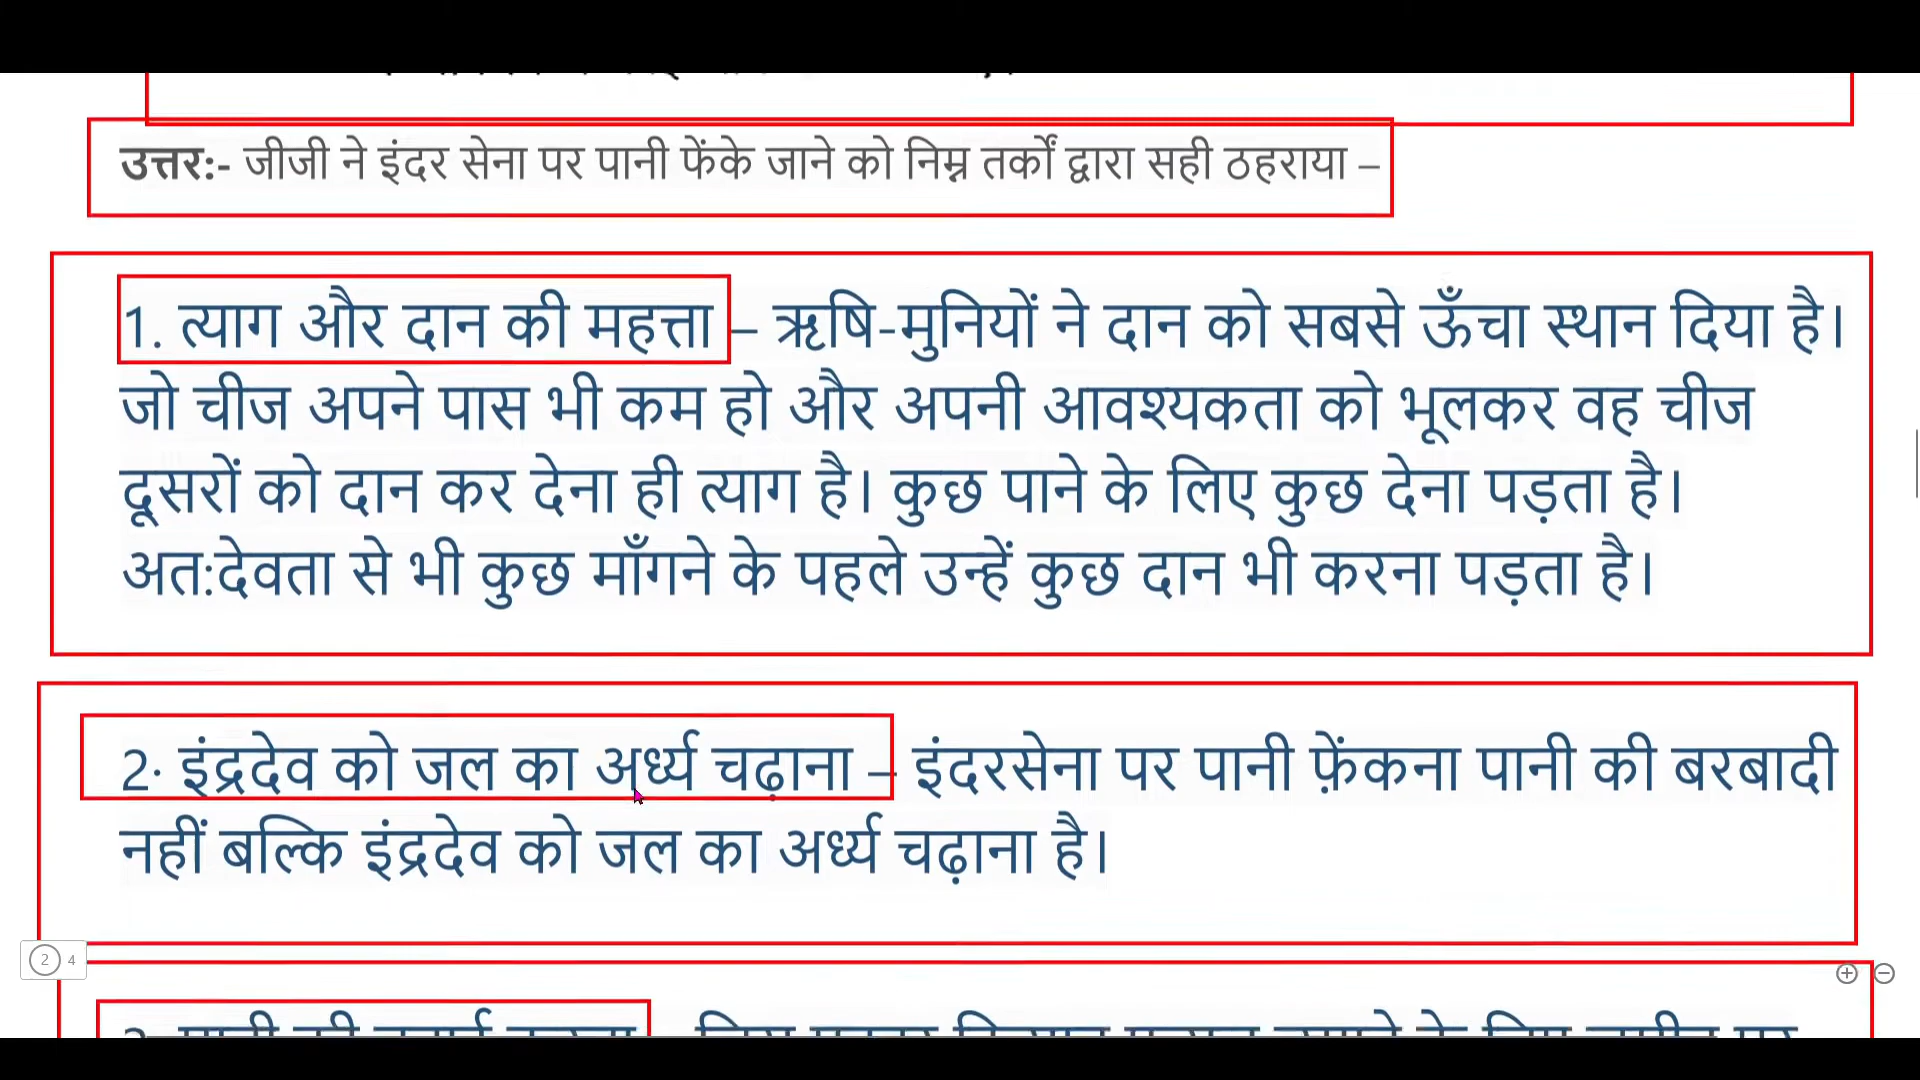 उत्तर:- जीजी ने इंदर सेना पर पानी फेंके जाने को निम्न तर्कों द्वारा सही ठहराया –
1. त्याग और दान की महत्ता – ऋषि-मुनियों ने दान को सबसे ऊँचा स्थान दिया है।
जो चीज अपने पास भी कम हो और अपनी आवश्यकता को भूलकर वह चीज
दूसरों को दान कर देना ही त्याग है। कुछ पाने के लिए कुछ देना पड़ता है।
अत:देवता से भी कुछ माँगने के पहले उन्हें कुछ दान भी करना पड़ता है।
2· इंद्रदेव को जल का अर्ध्य चढ़ाना – इंदरसेना पर पानी फ़ेंकना पानी की बरबादी
नहीं बल्कि इंद्रदेव को जल का अर्ध्य चढ़ाना है।
2 4